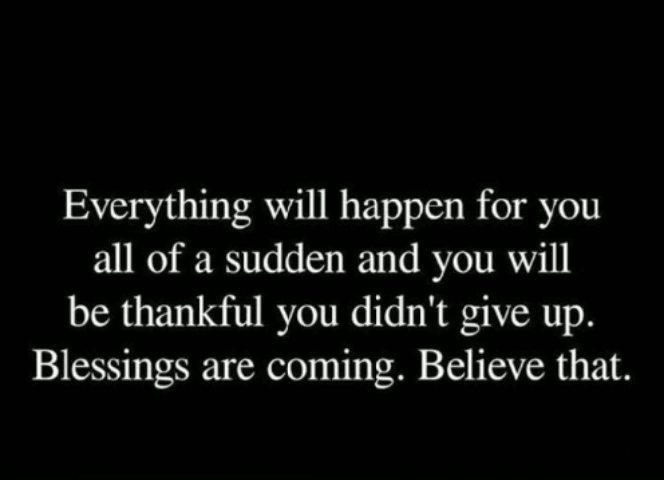 Everything will happen for you
all of a sudden and you will
be thankful you didn't give up.
Blessings are coming. Believe that.